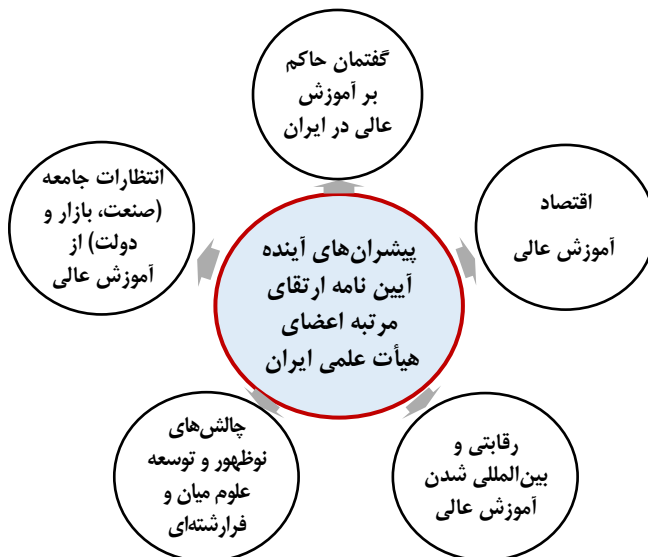 گفتمان حاکم
بر آموزش
عالی در ایران
انتظارات جامعه
(صنعت، بازار و
دولت) از
آموزش عالی
اقتصاد
آموزش عالی
پیشران‌های آینده
آیین نامه ارتقای
مرتبه اعضای
هیأت علمی ایران
چالش‌های
نوظهور و توسعه
علوم میان و
فرارشته‌ای
رقابتی و
بین‌المللی شدن
آموزش عالی